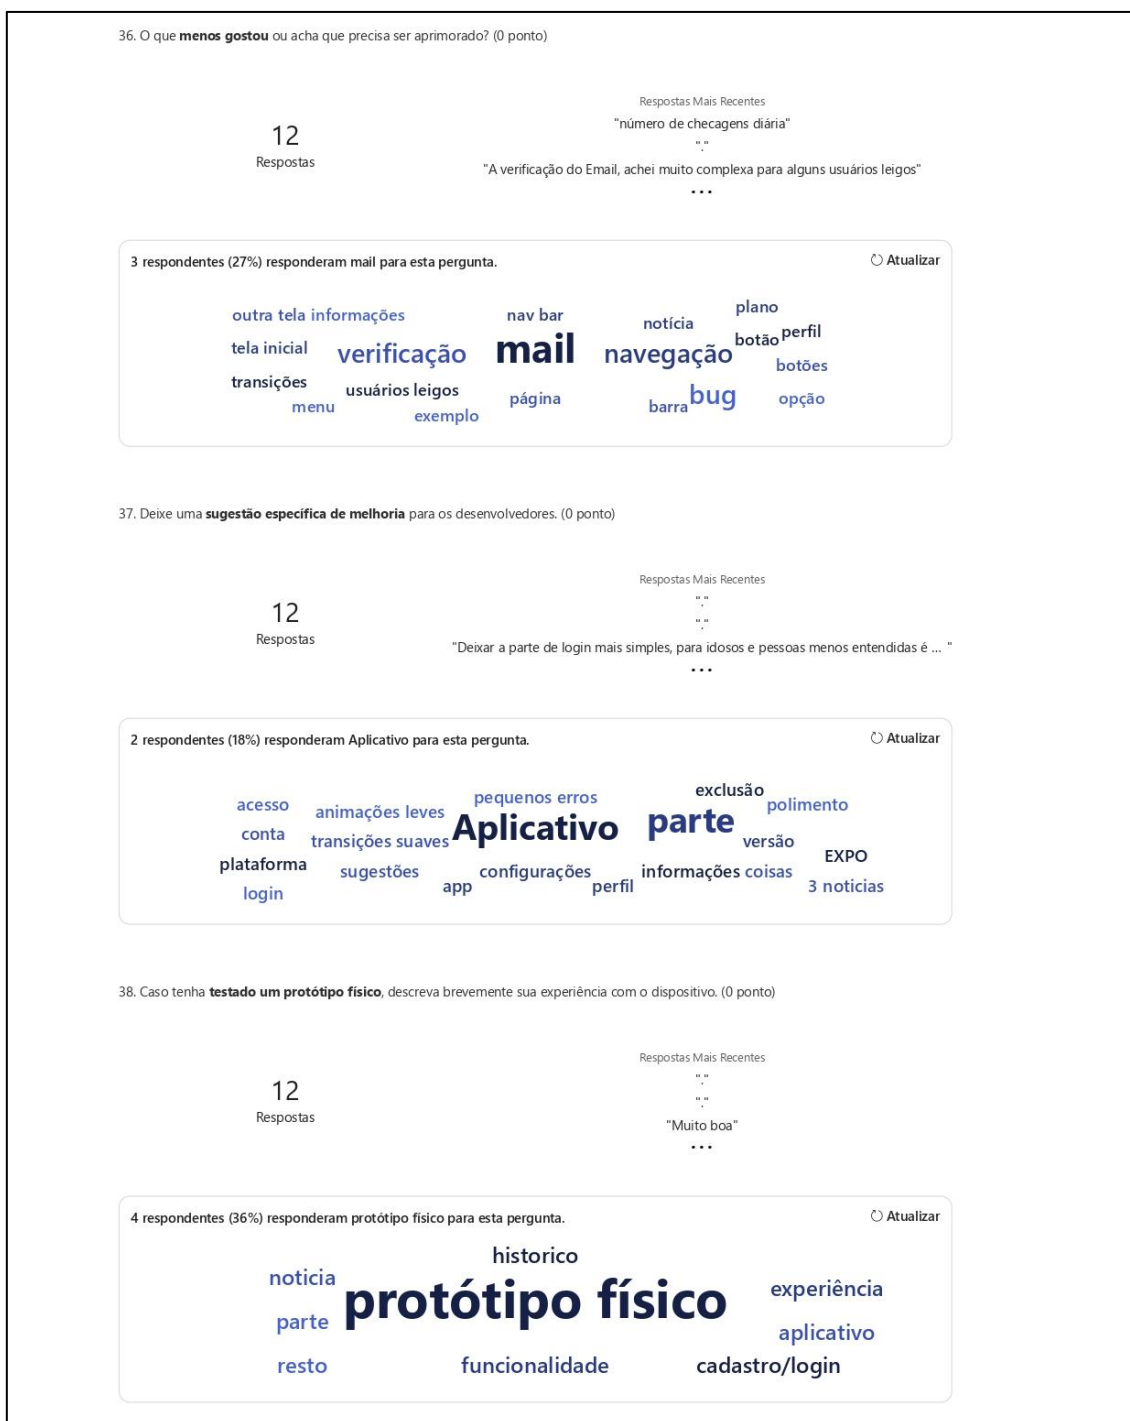 36. O que menos gostou ou acha que precisa ser aprimorado? (0 ponto)
12
Respostas
Respostas Mais Recentes
"número de checagens diária"
"."
"A verificação do Email, achei muito complexa para alguns usuários leigos"
...
3 respondentes (27%) responderam mail para esta pergunta.
Atualizar
outra tela informações
nav bar
notícia
plano
tela inicial
verificação
mail
navegação
botão
perfil
transições
usuários leigos
botões
menu
exemplo
página
barra
bug
opção
37. Deixe uma sugestão específica de melhoria para os desenvolvedores. (0 ponto)
12
Respostas
Respostas Mais Recentes
"."
"."
"Deixar a parte de login mais simples, para idosos e pessoas menos entendidas é ... "
...
2 respondentes (18%) responderam Aplicativo para esta pergunta.
Atualizar
acesso
animações leves
pequenos erros
exclusão
polimento
conta
transições suaves
Aplicativo
parte
versão
plataforma
sugestões
configurações
informações
coisas
EXPO
login
app
perfil
3 noticias
38. Caso tenha testado um protótipo físico, descreva brevemente sua experiência com o dispositivo. (0 ponto)
12
Respostas
Respostas Mais Recentes
"."
"."
"Muito boa"
...
4 respondentes (36%) responderam protótipo físico para esta pergunta.
Atualizar
historico
noticia
protótipo físico
experiência
parte
aplicativo
resto
funcionalidade
cadastro/login